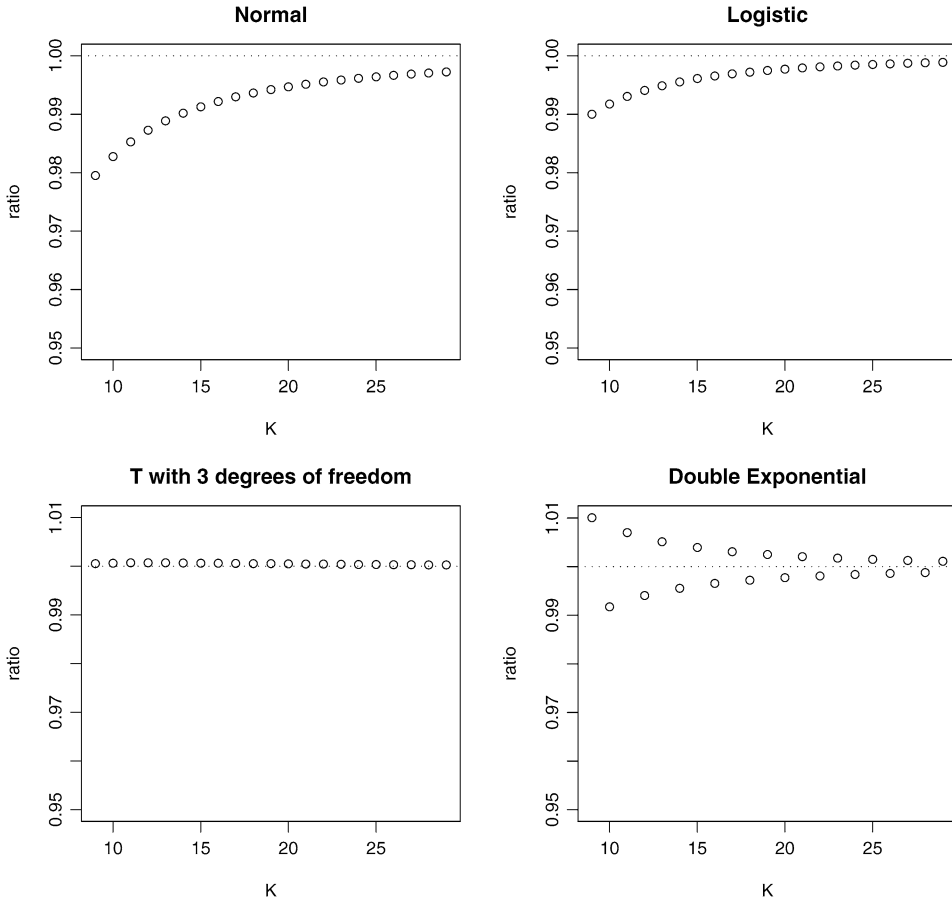 Normal
1.00
0.99
0.98
0.97
0.96
0.95
ratio
10 15 20 25
K
Logistic
1.00
0.99
0.98
0.97
0.96
0.95
ratio
10 15 20 25
K
T with 3 degrees of freedom
1.01
0.99
0.97
0.95
ratio
10 15 20 25
K
Double Exponential
1.01
0.99
0.97
0.95
ratio
10 15 20 25
K